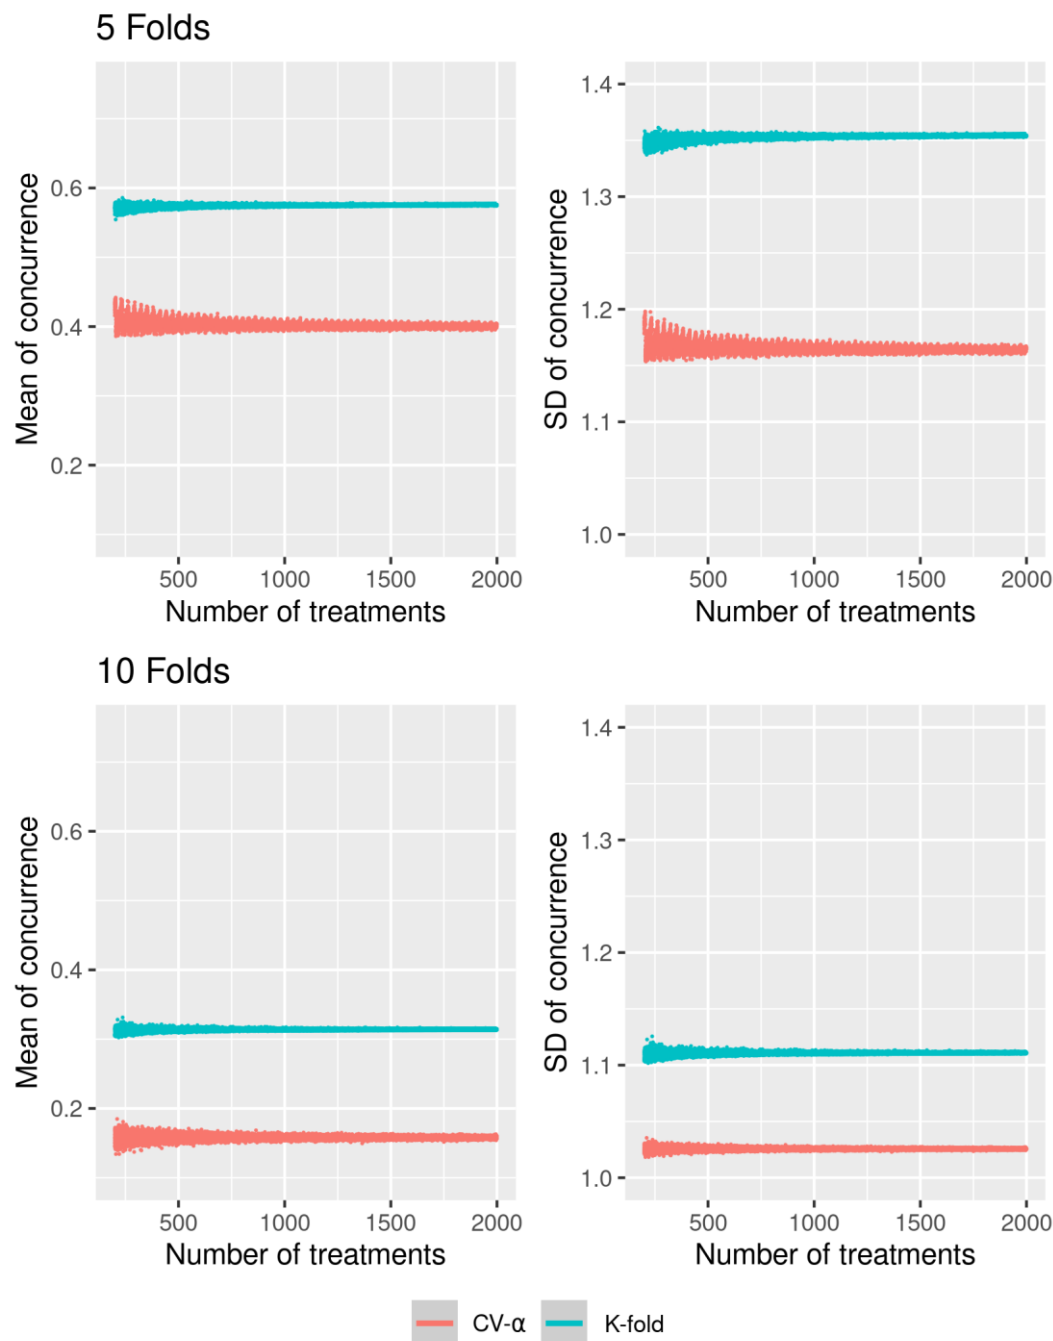 5 Folds
Mean of concurrence
0.6
0.4
0.2
500 1000 1500 2000
Number of treatments
SD of concurrence
1.4
1.3
1.2
1.1
1.0
500 1000 1500 2000
Number of treatments
10 Folds
Mean of concurrence
0.6
0.4
0.2
500 1000 1500 2000
Number of treatments
SD of concurrence
1.4
1.3
1.2
1.1
1.0
500 1000 1500 2000
Number of treatments
CV-α K-fold